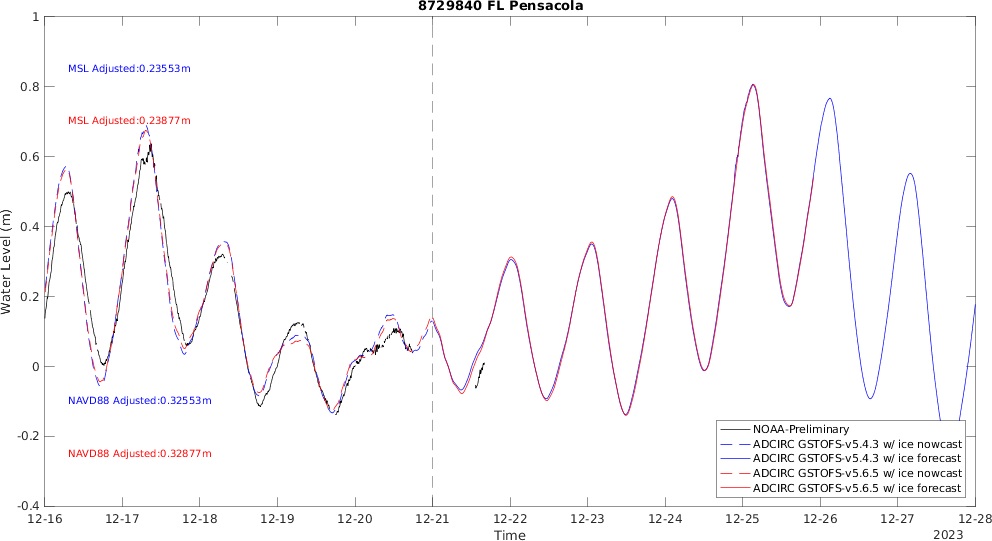 8729840 FL Pensacola
1
0.8
0.6
0.4
0.2
0
-0.2
-0.4
Water Level (m)
MSL Adjusted:0.23553m
MSL Adjusted:0.23877m
NAVD88 Adjusted:0.32553m
NAVD88 Adjusted:0.32877m
NOAA-Preliminary
ADCIRC GSTOFS-v5.4.3 w/ ice nowcast
ADCIRC GSTOFS-v5.4.3 w/ ice forecast
ADCIRC GSTOFS-v5.6.5 w/ ice nowcast
ADCIRC GSTOFS-v5.6.5 w/ ice forecast
12-16 12-17 12-18 12-19 12-20 12-21 12-22 12-23 12-24 12-25 12-26 12-27 12-28
Time
2023